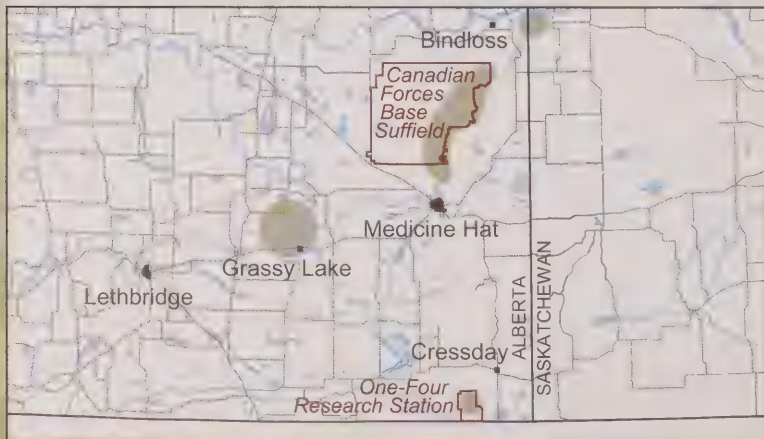 Bindloss
Canadian
Forces
Base
Suffield
Medicine Hat
Grassy Lake
Lethbridge
ALBERTA
SASKATCHEWAN
Cressday
One-Four
Research Station